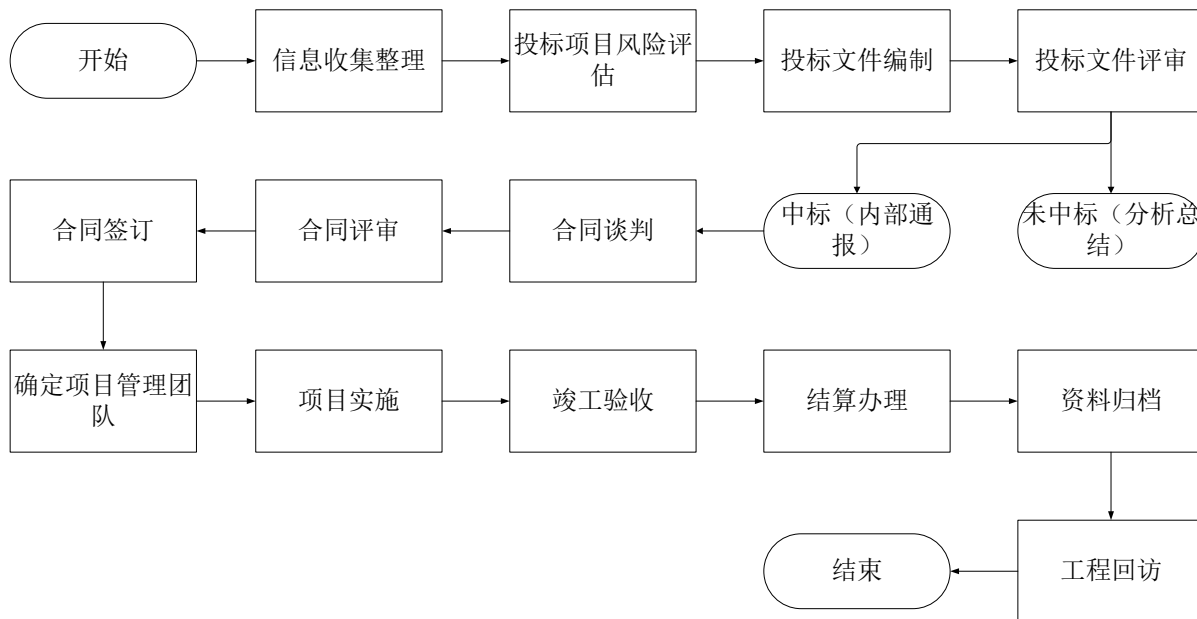 开始
信息收集整理
投标项目风险评
估
投标文件编制
投标文件评审
合同签订
合同评审
合同谈判
中标（内部通
报）
未中标（分析总
结）
确定项目管理团
队
项目实施
竣工验收
结算办理
资料归档
结束
工程回访